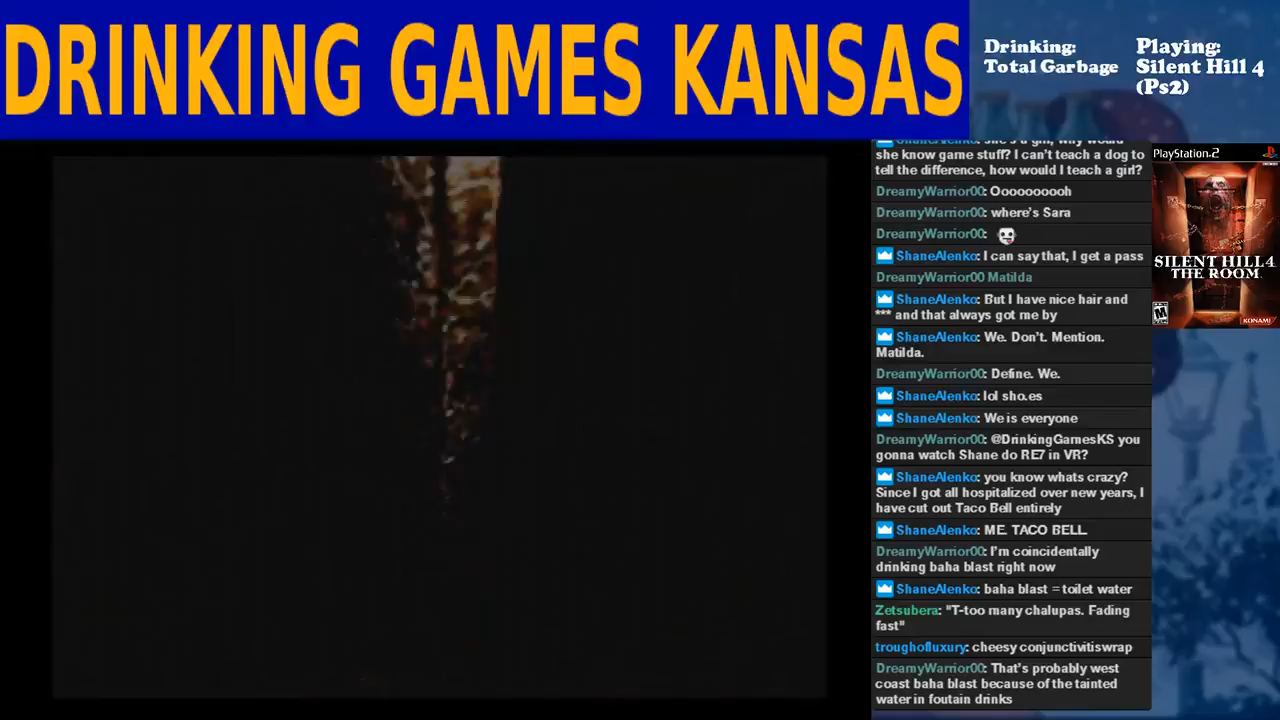 DRINKING GAMES KANSAS
Drinking:
Total Garbage
Playing:
Silent Hill 4
(Ps2)
she know game stuff? I can't teach a dog to
tell the difference, how would I teach a girl?
DreamyWarrior00: Ooooooooooh
DreamyWarrior00: where's Sara
DreamyWarrior00:
ShaneAlenko: I can say that, I get a pass
DreamyWarrior00 Matilda
ShaneAlenko: But I have nice hair and
*** and that always got me by
ShaneAlenko: We. Don't. Mention.
Matilda.
DreamyWarrior00: Define. We.
ShaneAlenko: lol sho.es
ShaneAlenko: We is everyone
DreamyWarrior00: @DrinkingGamesKS you
gonna watch Shane do RE7 in VR?
ShaneAlenko: you know whats crazy?
Since I got all hospitalized over new years, I
have cut out Taco Bell entirely
ShaneAlenko: ME. TACO BELL.
DreamyWarrior00: I'm coincidentally
drinking baha blast right now
ShaneAlenko: baha blast = toilet water
Zetsubera: "T-too many chalupas. Fading
fast"
troughofluxury: cheesy conjunctivitiswrap
DreamyWarrior00: That's probably west
coast baha blast because of the tainted
water in foutain drinks
PlayStation.2
SILENT HILL 4
THE ROOM
KONAMI